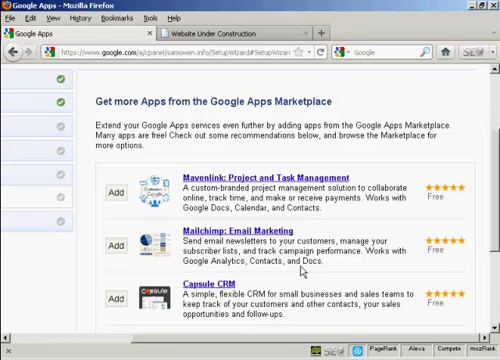 Google Apps - Mozilla Firefox
File Edit View History Bookmarks Tools Help
Google Apps Website Under Construction
https://www.google.com/a/cpanel/samowen.info/SetupWizard#SetupWizar Google
Get more Apps from the Google Apps Marketplace
Extend your Google Apps services even further by adding apps from the Google Apps Marketplace.
Many apps are free! Check out some recommendations below, and browse the Marketplace for
more options.
Add
Mavenlink: Project and Task Management
A custom-branded project management solution to collaborate
online, track time, and make or receive payments. Works with
Google Docs, Calendar, and Contacts.
Free
Add
Mailchimp: Email Marketing
Send email newsletters to your customers, manage your
subscriber lists, and track campaign performance. Works with
Google Analytics, Contacts, and Docs.
Free
Add
Capsule
Capsule CRM
A simple, flexible CRM for small businesses and sales teams to
keep track of your customers and other contacts, your sales
opportunities and follow-ups.
Free
PageRank Alexa Compete mozRank